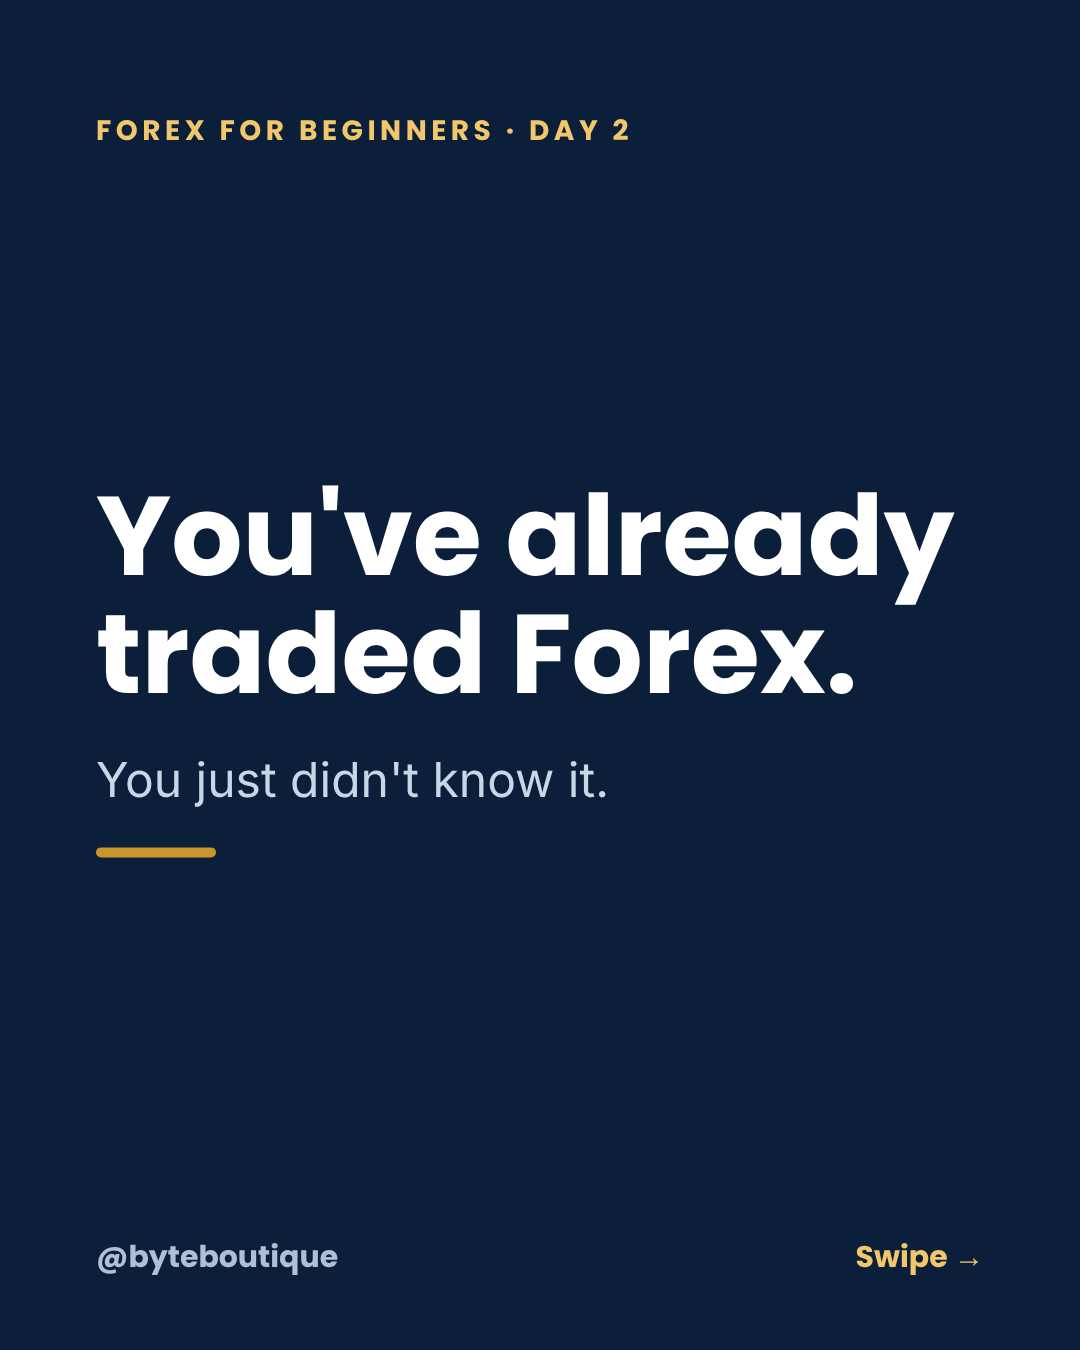 FOREX FOR BEGINNERS · DAY 2
You've already
traded Forex.
You just didn't know it.
@byteboutique
Swipe →